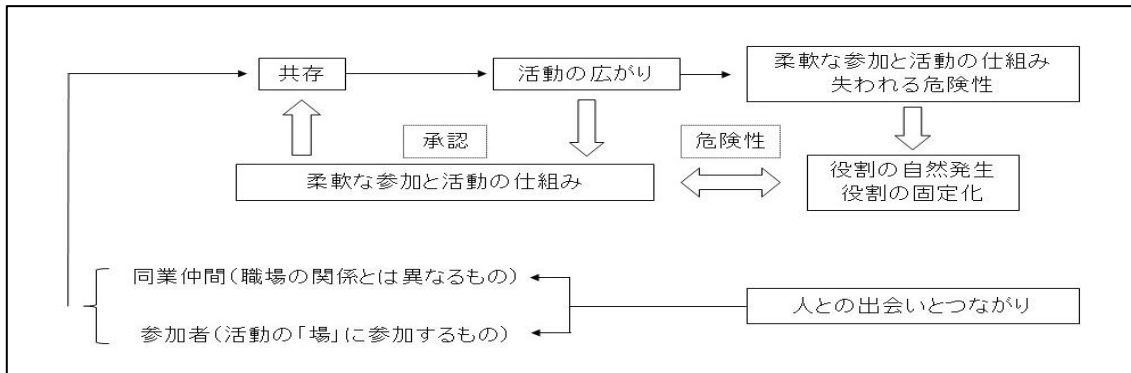 共存
活動の広がり
柔軟な参加と活動の仕組み
失われる危険性
承認
危険性
柔軟な参加と活動の仕組み
役割の自然発生
役割の固定化
同業仲間(職場の関係とは異なるもの)
人との出会いとつながり
参加者(活動の「場」に参加するもの)